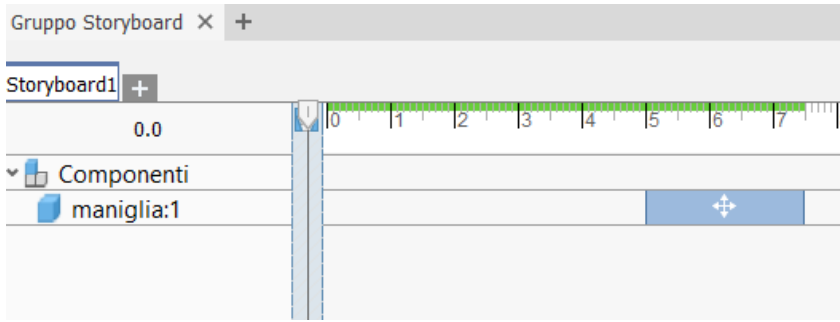 Gruppo Storyboard
Storyboard1
0.0
0 1 2 3 4 5 6 7
Componenti
maniglia:1